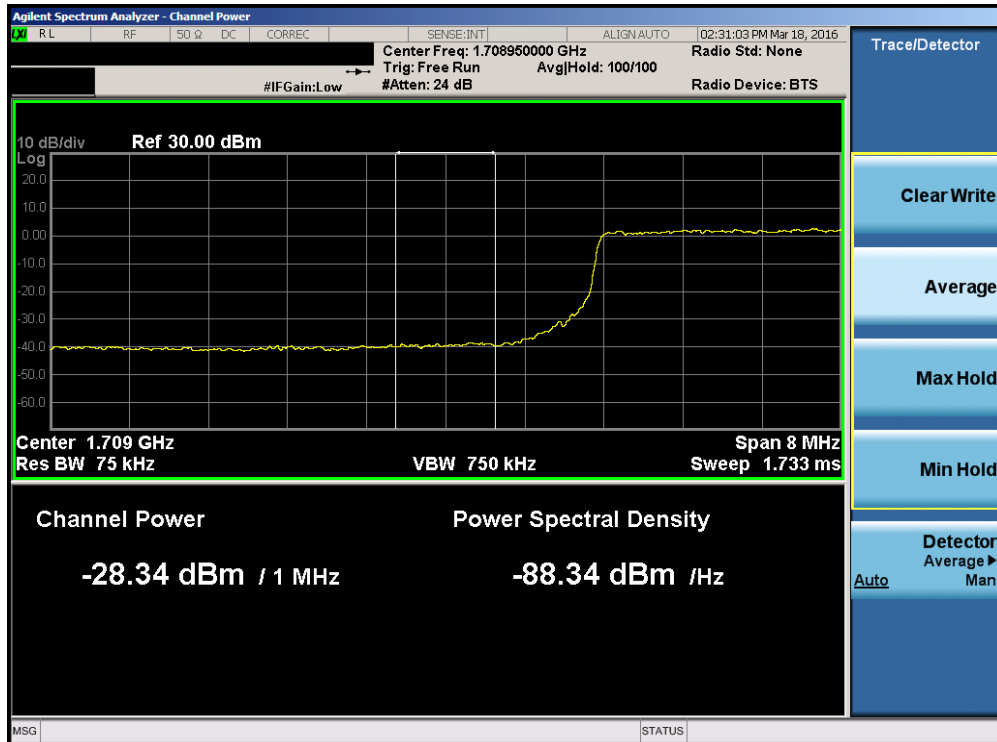 Agilent Spectrum Analyzer - Channel Power
LXI RL RF 50 Ω DC CORREC SENSE:INT ALIGN AUTO 02:31:03 PM Mar 18, 2016
Center Freq: 1.708950000 GHz Radio Std: None
Trig: Free Run Avg|Hold: 100/100
#IFGain:Low #Atten: 24 dB Radio Device: BTS
10 dB/div Ref 30.00 dBm
Log
20.0
10.0
0.00
-10.0
-20.0
-30.0
-40.0
-50.0
-60.0
Center 1.709 GHz Span 8 MHz
Res BW 75 kHz VBW 750 kHz Sweep 1.733 ms
Channel Power Power Spectral Density
-28.34 dBm / 1 MHz -88.34 dBm /Hz
MSG STATUS
Trace/Detector
Clear Write
Average
Max Hold
Min Hold
Detector
Average
Auto Man